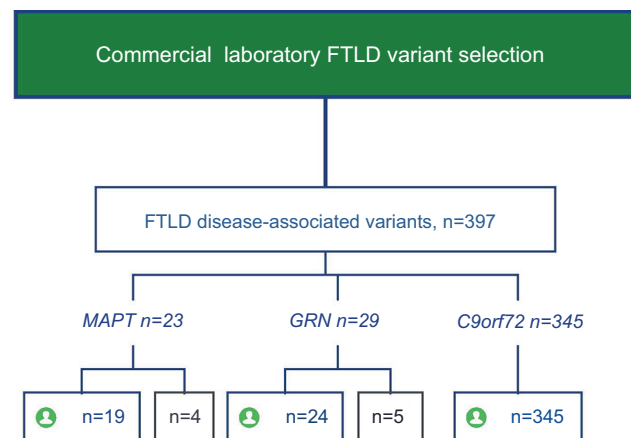 Commercial laboratory FTLD variant selection
FTLD disease-associated variants, n=397
MAPT n=23
GRN n=29
C9orf72 n=345
n=19
n=4
n=24
n=5
n=345